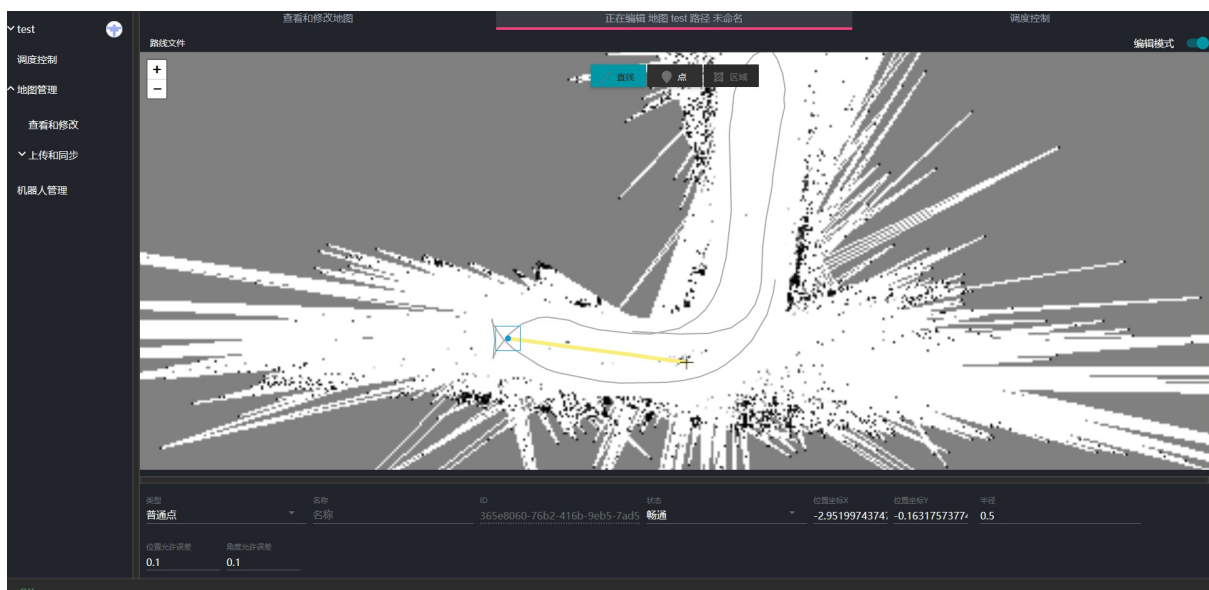 查看和修改地图 正在编辑 地图 test 路径 未命名 调度控制
test
路线文件 编辑模式
调度控制
+
直线 点 区域
地图管理
−
查看和修改
上传和同步
机器人管理
类型 名称 ID 状态 位置坐标X 位置坐标Y 半径
普通点 名称 365e8060-76b2-416b-9eb5-7ad5 畅通 -2.9519974374 -0.1631757377 0.5
位置允许误差 角度允许误差
0.1 0.1